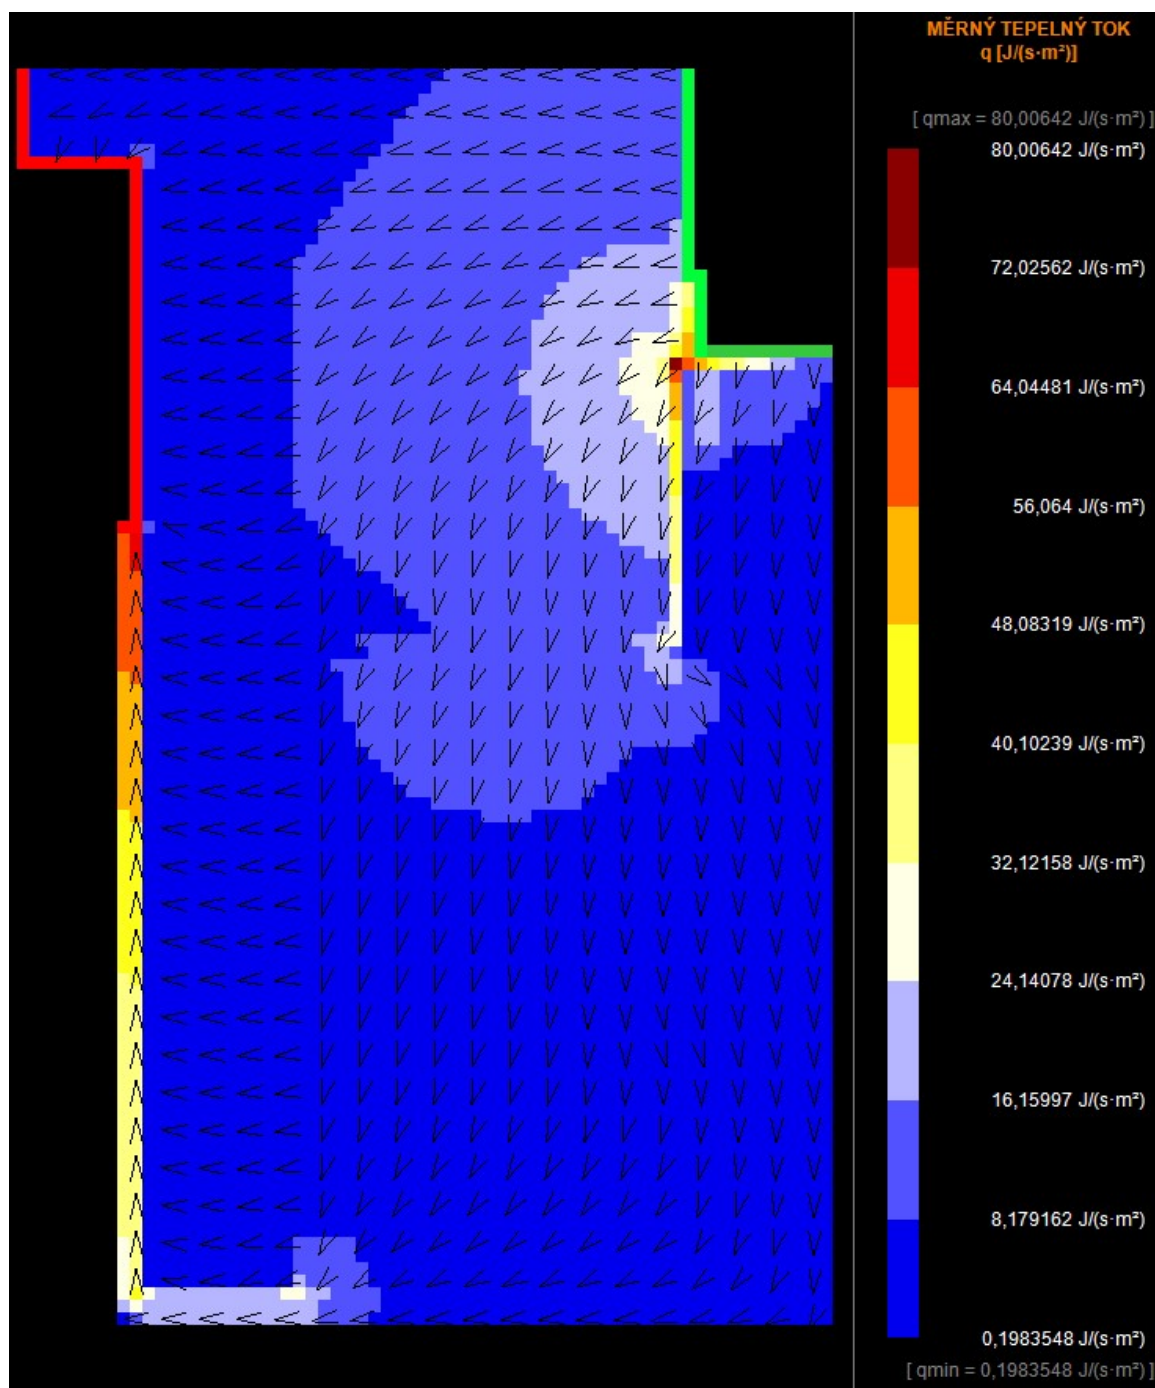 MĚRNÝ TEPELNÝ TOK
q [J/(s·m²)]
[ qmax = 80,00642 J/(s·m²) ]
80,00642 J/(s·m²)
72,02562 J/(s·m²)
64,04481 J/(s·m²)
56,064 J/(s·m²)
48,08319 J/(s·m²)
40,10239 J/(s·m²)
32,12158 J/(s·m²)
24,14078 J/(s·m²)
16,15997 J/(s·m²)
8,179162 J/(s·m²)
0,1983548 J/(s·m²)
[ qmin = 0,1983548 J/(s·m²) ]